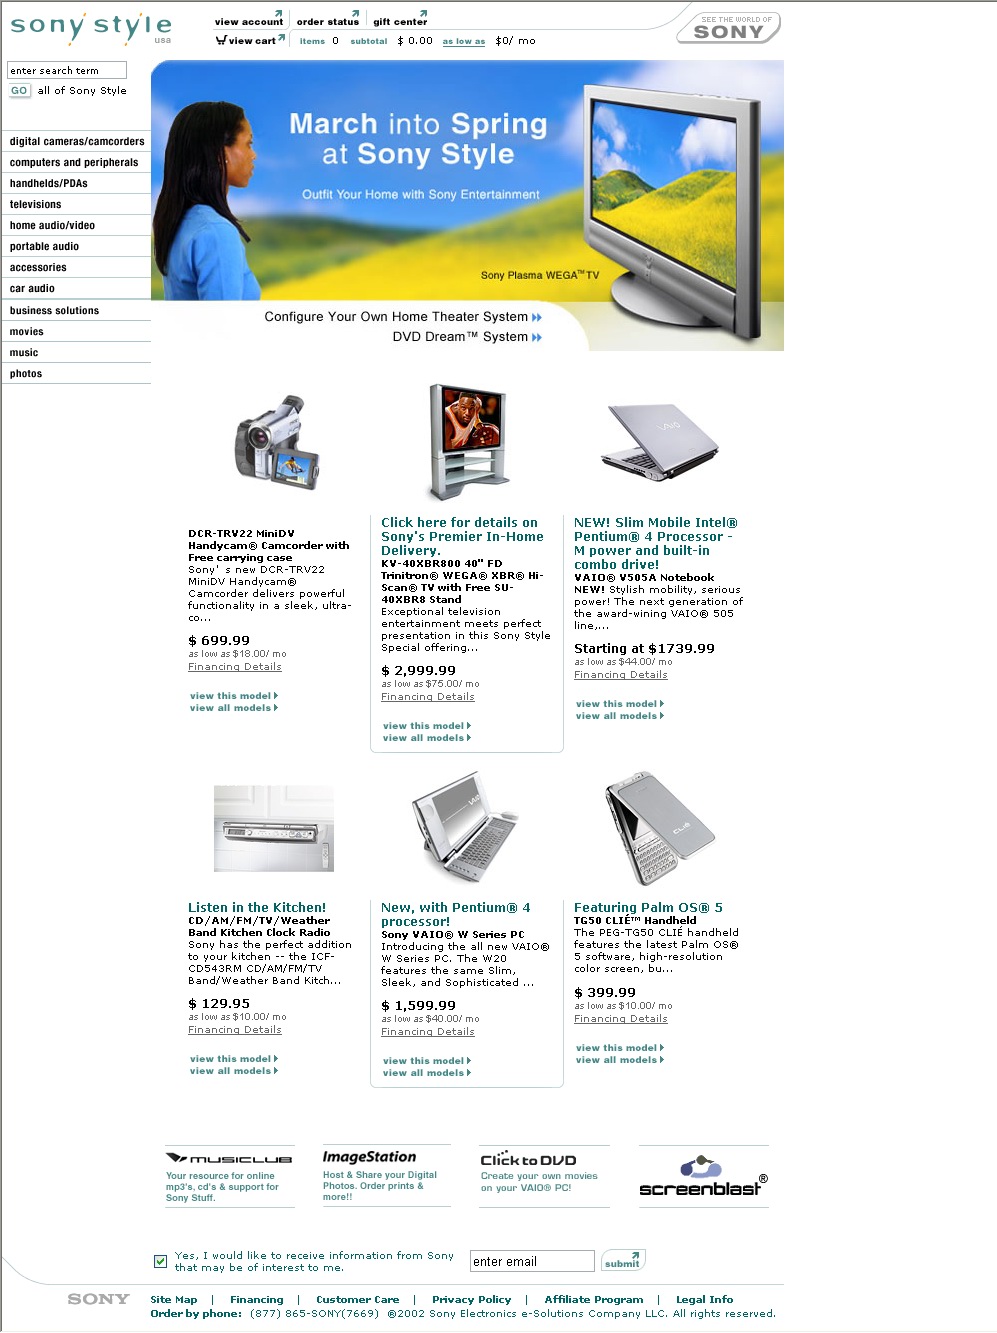 sony style
usa
view account order status gift center
view cart items 0 subtotal $ 0.00 as low as $0/ mo
SEE THE WORLD OF
SONY
enter search term
GO all of Sony Style
digital cameras/camcorders
computers and peripherals
handhelds/PDAs
televisions
home audio/video
portable audio
accessories
car audio
business solutions
movies
music
photos
March into Spring
at Sony Style
Outfit Your Home with Sony Entertainment
Sony Plasma WEGA™ TV
Configure Your Own Home Theater System
DVD Dream™ System
VAIO
DCR-TRV22 MiniDV
Handycam® Camcorder with
Free carrying case
Sony' s new DCR-TRV22
MiniDV Handycam®
Camcorder delivers powerful
functionality in a sleek, ultra-
co...
$ 699.99
as low as $18.00/ mo
Financing Details
view this model
view all models
Click here for details on
Sony's Premier In-Home
Delivery.
KV-40XBR800 40" FD
Trinitron® WEGA® XBR® Hi-
Scan® TV with Free SU-
40XBR8 Stand
Exceptional television
entertainment meets perfect
presentation in this Sony Style
Special offering...
$ 2,999.99
as low as $75.00/ mo
Financing Details
view this model
view all models
NEW! Slim Mobile Intel®
Pentium® 4 Processor -
M power and built-in
combo drive!
VAIO® V505A Notebook
NEW! Stylish mobility, serious
power! The next generation of
the award-wining VAIO® 505
line,...
Starting at $1739.99
as low as $44.00/ mo
Financing Details
view this model
view all models
VAIO
CLIÉ
Listen in the Kitchen!
CD/AM/FM/TV/Weather
Band Kitchen Clock Radio
Sony has the perfect addition
to your kitchen -- the ICF-
CD543RM CD/AM/FM/TV
Band/Weather Band Kitch...
$ 129.95
as low as $10.00/ mo
Financing Details
view this model
view all models
New, with Pentium® 4
processor!
Sony VAIO® W Series PC
Introducing the all new VAIO®
W Series PC. The W20
features the same Slim,
Sleek, and Sophisticated ...
$ 1,599.99
as low as $40.00/ mo
Financing Details
view this model
view all models
Featuring Palm OS® 5
TG50 CLIÉ™ Handheld
The PEG-TG50 CLIÉ handheld
features the latest Palm OS®
5 software, high-resolution
color screen, bu...
$ 399.99
as low as $10.00/ mo
Financing Details
view this model
view all models
MUSICLUB
Your resource for online
mp3's, cd's & support for
Sony Stuff.
ImageStation
Host & Share your Digital
Photos. Order prints &
more!!
Click to DVD
Create your own movies
on your VAIO® PC!
screenblast®
Yes, I would like to receive information from Sony
that may be of interest to me.
enter email
submit
SONY
Site Map | Financing | Customer Care | Privacy Policy | Affiliate Program | Legal Info
Order by phone: (877) 865-SONY(7669) ©2002 Sony Electronics e-Solutions Company LLC. All rights reserved.